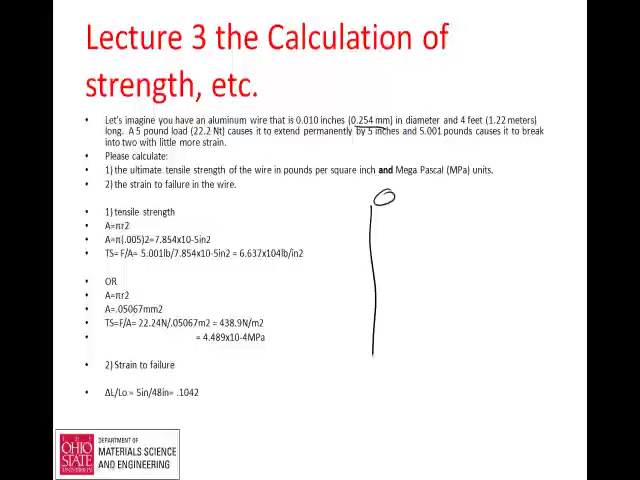 Lecture 3 the Calculation of
strength, etc.
• Let's imagine you have an aluminum wire that is 0.010 inches (0.254 mm) in diameter and 4 feet (1.22 meters)
long. A 5 pound load (22.2 Nt) causes it to extend permanently by 5 inches and 5.001 pounds causes it to break
into two with little more strain.
• Please calculate:
• 1) the ultimate tensile strength of the wire in pounds per square inch and Mega Pascal (MPa) units.
• 2) the strain to failure in the wire.
• 1) tensile strength
• A=πr2
• A=π(.005)2=7.854x10-5in2
• TS= F/A= 5.001lb/7.854x10-5in2 = 6.637x104lb/in2
• OR
• A=πr2
• A=.05067mm2
• TS=F/A= 22.24N/.05067m2 = 438.9N/m2
• = 4.489x10-4MPa
• 2) Strain to failure
• ΔL/Lo = 5in/48in= .1042
THE
OHIO
STATE
UNIVERSITY
DEPARTMENT OF
MATERIALS SCIENCE
AND ENGINEERING